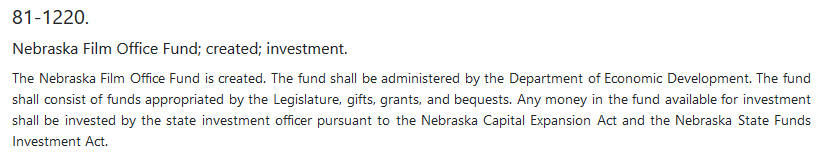 81-1220.
Nebraska Film Office Fund; created; investment.
The Nebraska Film Office Fund is created. The fund shall be administered by the Department of Economic Development. The fund
shall consist of funds appropriated by the Legislature, gifts, grants, and bequests. Any money in the fund available for investment
shall be invested by the state investment officer pursuant to the Nebraska Capital Expansion Act and the Nebraska State Funds
Investment Act.